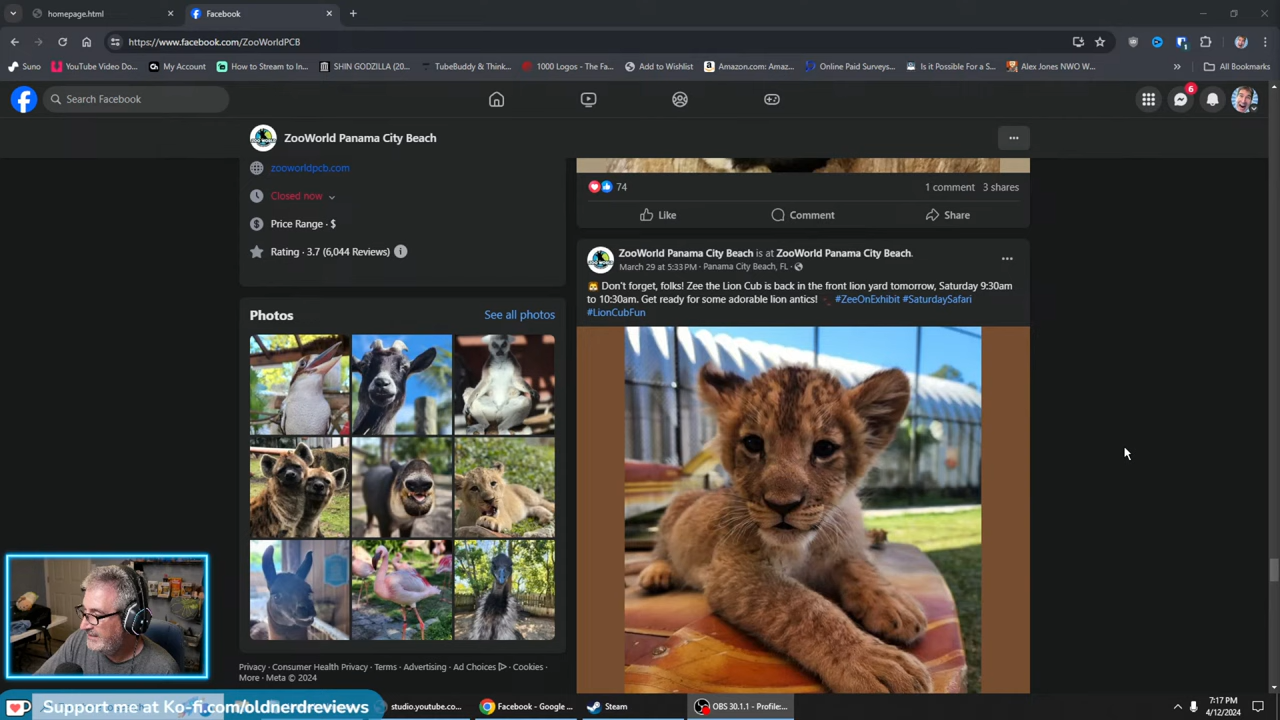 homepage.html
Facebook
https://www.facebook.com/ZooWorldPCB
Suno
YouTube Video Do...
My Account
How to Stream to In...
SHIN GODZILLA (20...
TubeBuddy & Think...
1000 Logos - The Fa...
Add to Wishlist
Amazon.com: Amaz...
Online Paid Surveys...
Is it Possible For a S...
Alex Jones NWO W...
All Bookmarks
Search Facebook
6
ZooWorld Panama City Beach
zooworldpcb.com
Closed now
Price Range · $
Rating · 3.7 (6,044 Reviews)
Photos
See all photos
Privacy · Consumer Health Privacy · Terms · Advertising · Ad Choices · Cookies ·
More · Meta © 2024
74
1 comment 3 shares
Like
Comment
Share
ZooWorld Panama City Beach is at ZooWorld Panama City Beach.
March 29 at 5:33 PM · Panama City Beach, FL ·
Don't forget, folks! Zee the Lion Cub is back in the front lion yard tomorrow, Saturday 9:30am
to 10:30am. Get ready for some adorable lion antics! #ZeeOnExhibit #SaturdaySafari
#LionCubFun
Support me at Ko-fi.com/oldnerdreviews
studio.youtube.co...
Facebook - Google ...
Steam
OBS 30.1.1 - Profile:...
7:17 PM
4/12/2024